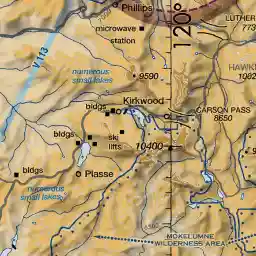 Phillips
microwave
station
120°
LUTHER
773
V 113
HAWK
numerous
small lakes
9590
1002
Kirkwood
bldgs
CARSON PASS
8650
bldgs
ski
lifts
10400
bldgs
Plasse
numerous
small lakes
MOKELUMNE
WILDERNESS AREA